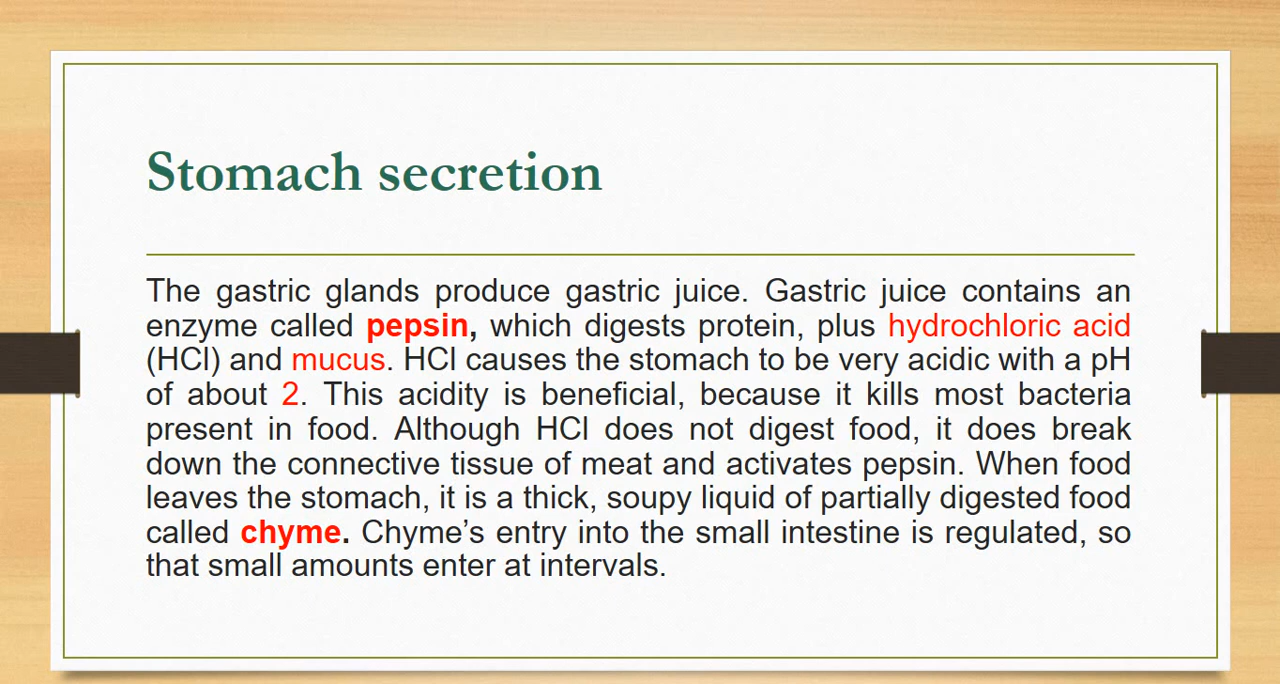 Stomach secretion
The gastric glands produce gastric juice. Gastric juice contains an
enzyme called pepsin, which digests protein, plus hydrochloric acid
(HCl) and mucus. HCl causes the stomach to be very acidic with a pH
of about 2. This acidity is beneficial, because it kills most bacteria
present in food. Although HCl does not digest food, it does break
down the connective tissue of meat and activates pepsin. When food
leaves the stomach, it is a thick, soupy liquid of partially digested food
called chyme. Chyme’s entry into the small intestine is regulated, so
that small amounts enter at intervals.